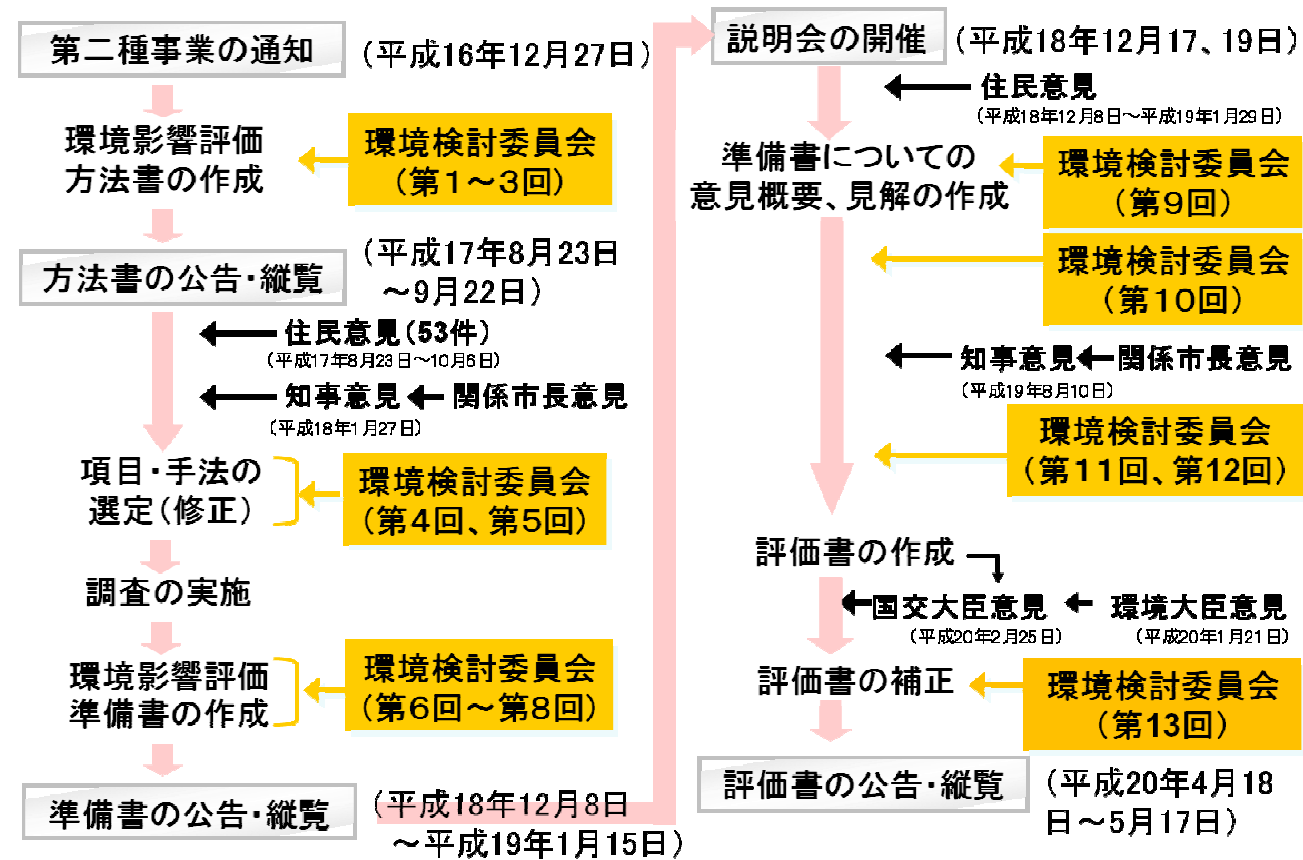 第二種事業の通知
(平成16年12月27日)
環境影響評価
方法書の作成
環境検討委員会
(第1～3回)
方法書の公告・縦覧
(平成17年8月23日
～9月22日)
住民意見(53件)
(平成17年8月23日～10月6日)
知事意見
関係市長意見
(平成18年1月27日)
項目・手法の
選定(修正)
環境検討委員会
(第4回、第5回)
調査の実施
環境影響評価
準備書の作成
環境検討委員会
(第6回～第8回)
準備書の公告・縦覧
(平成18年12月8日
～平成19年1月15日)
説明会の開催
(平成18年12月17、19日)
住民意見
(平成18年12月8日～平成19年1月29日)
準備書についての
意見概要、見解の作成
環境検討委員会
(第9回)
環境検討委員会
(第10回)
知事意見
関係市長意見
(平成19年8月10日)
環境検討委員会
(第11回、第12回)
評価書の作成
国交大臣意見
環境大臣意見
(平成20年2月25日)
(平成20年1月21日)
評価書の補正
環境検討委員会
(第13回)
評価書の公告・縦覧
(平成20年4月18
日～5月17日)